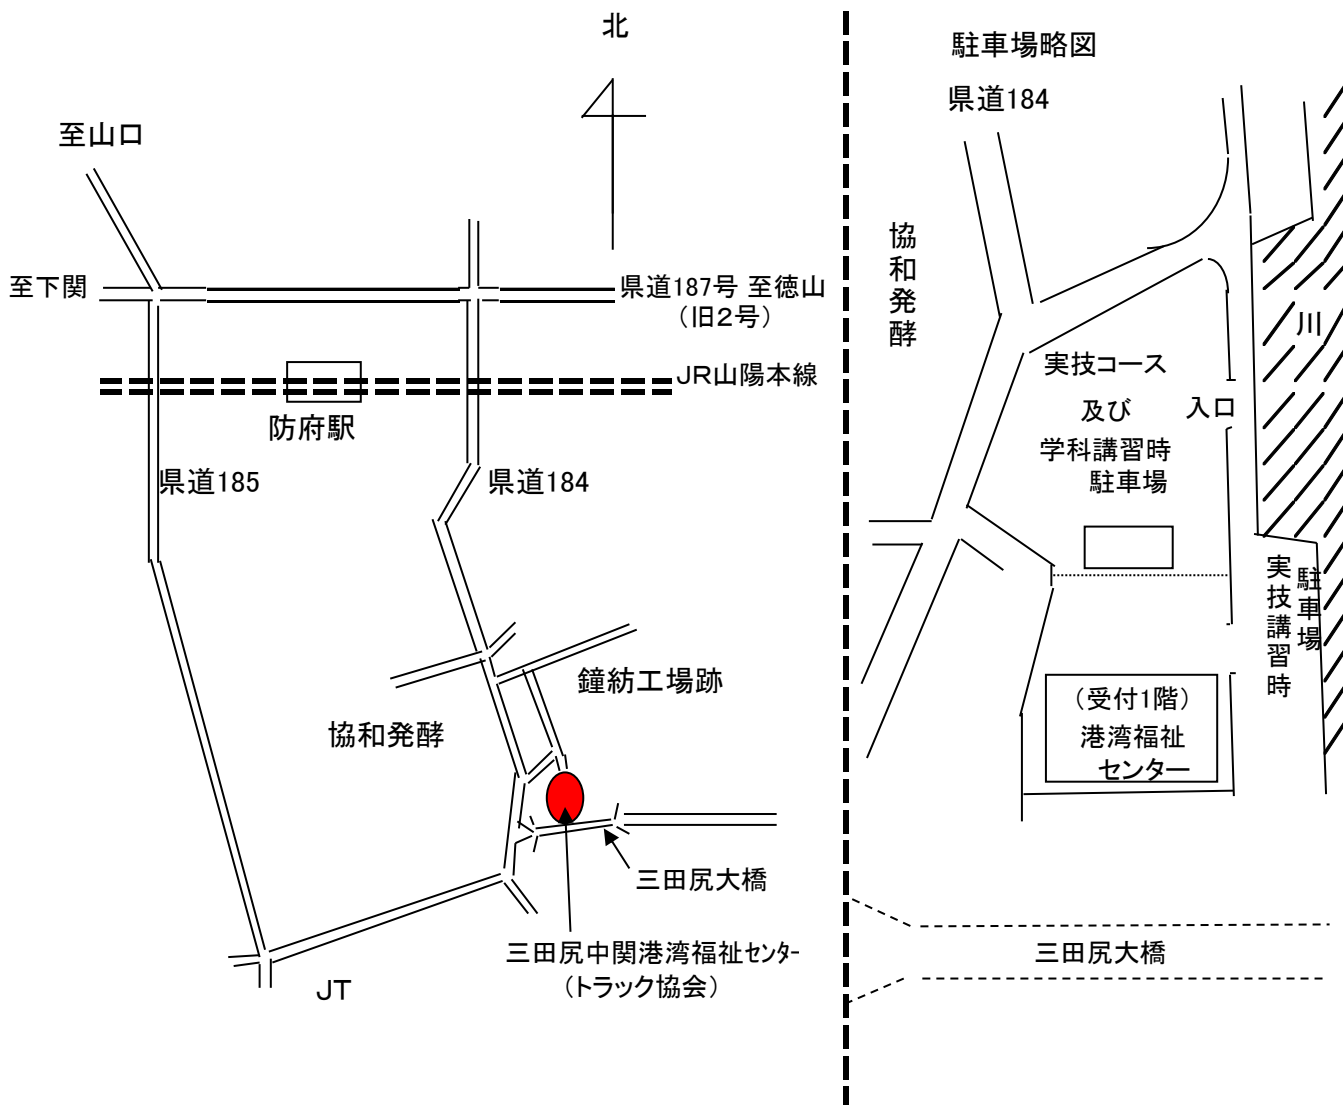 北
至山口
至下関
県道187号 至徳山
（旧2号）
JR山陽本線
防府駅
県道185
県道184
鐘紡工場跡
協和発酵
三田尻大橋
三田尻中関港湾福祉センター
（トラック協会）
JT
駐車場略図
県道184
協和発酵
川
実技コース
及び
学科講習時
駐車場
入口
実技講習時
駐車場
（受付1階）
港湾福祉
センター
三田尻大橋